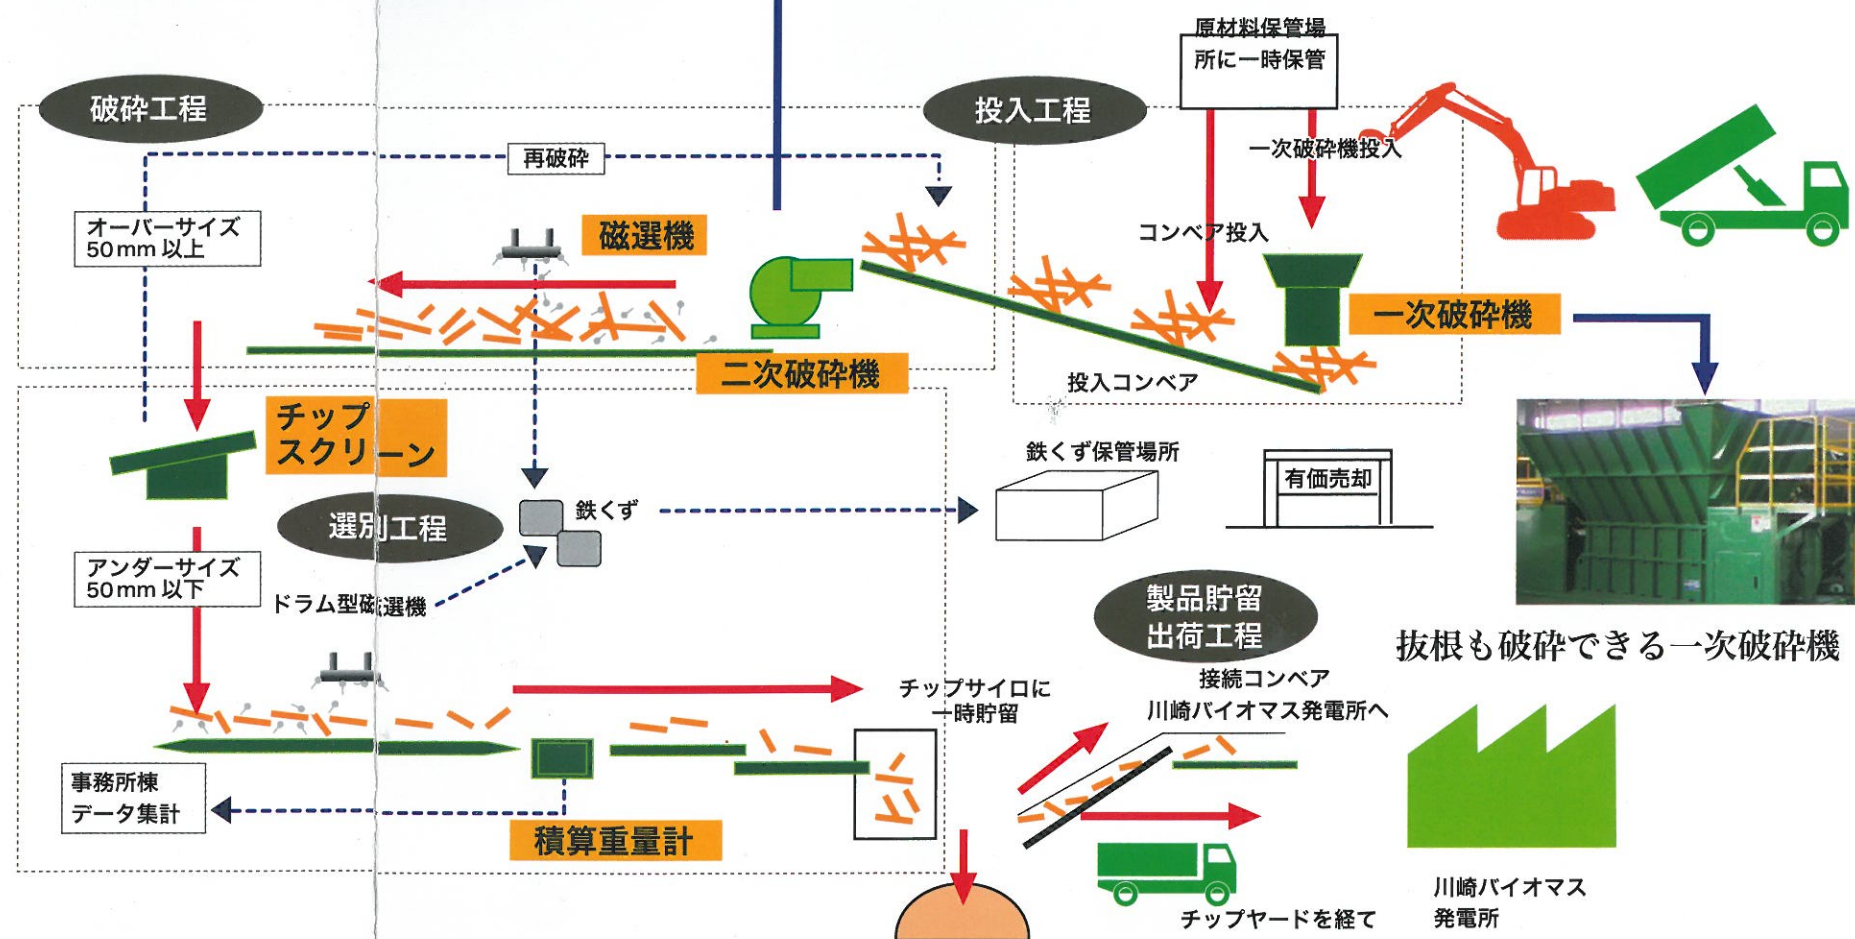 原材料保管場
所に一時保管
破砕工程
投入工程
再破砕
一次破砕機投入
オーバーサイズ
50mm以上
磁選機
コンベア投入
一次破砕機
二次破砕機
投入コンベア
チップ
スクリーン
鉄くず保管場所
有価売却
鉄くず
選別工程
アンダーサイズ
50mm以下
ドラム型磁選機
製品貯留
出荷工程
抜根も破砕できる一次破砕機
接続コンベア
川崎バイオマス発電所へ
チップサイロに
一時貯留
事務所棟
データ集計
積算重量計
川崎バイオマス
発電所
チップヤードを経て